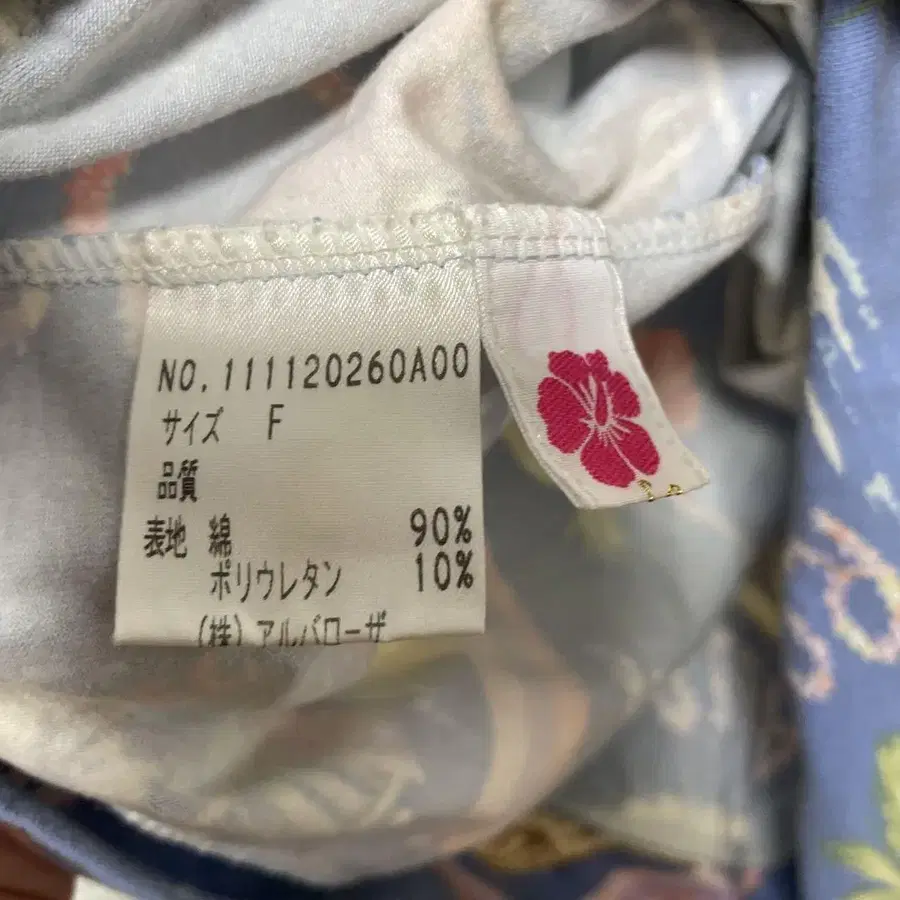 NO.111120260A00
サイズ F
品質
表地 綿 90%
ポリウレタン 10%
(株)アルバローザ